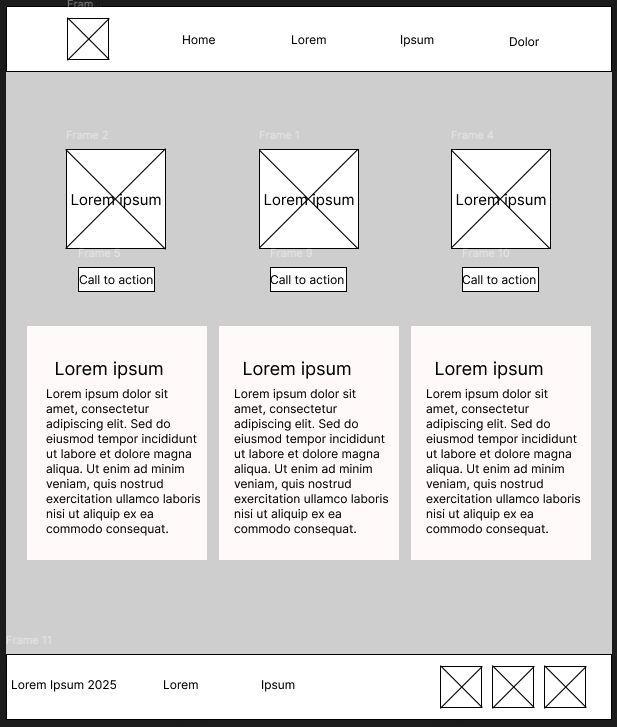 Fram...
Home
Lorem
Ipsum
Dolor
Frame 2
Frame 1
Frame 4
Lorem ipsum
Lorem ipsum
Lorem ipsum
Frame 5
Frame 9
Frame 10
Call to action
Call to action
Call to action
Lorem ipsum
Lorem ipsum dolor sit
amet, consectetur
adipiscing elit. Sed do
eiusmod tempor incididunt
ut labore et dolore magna
aliqua. Ut enim ad minim
veniam, quis nostrud
exercitation ullamco laboris
nisi ut aliquip ex ea
commodo consequat.
Lorem ipsum
Lorem ipsum dolor sit
amet, consectetur
adipiscing elit. Sed do
eiusmod tempor incididunt
ut labore et dolore magna
aliqua. Ut enim ad minim
veniam, quis nostrud
exercitation ullamco laboris
nisi ut aliquip ex ea
commodo consequat.
Lorem ipsum
Lorem ipsum dolor sit
amet, consectetur
adipiscing elit. Sed do
eiusmod tempor incididunt
ut labore et dolore magna
aliqua. Ut enim ad minim
veniam, quis nostrud
exercitation ullamco laboris
nisi ut aliquip ex ea
commodo consequat.
Frame 11
Lorem Ipsum 2025
Lorem
Ipsum